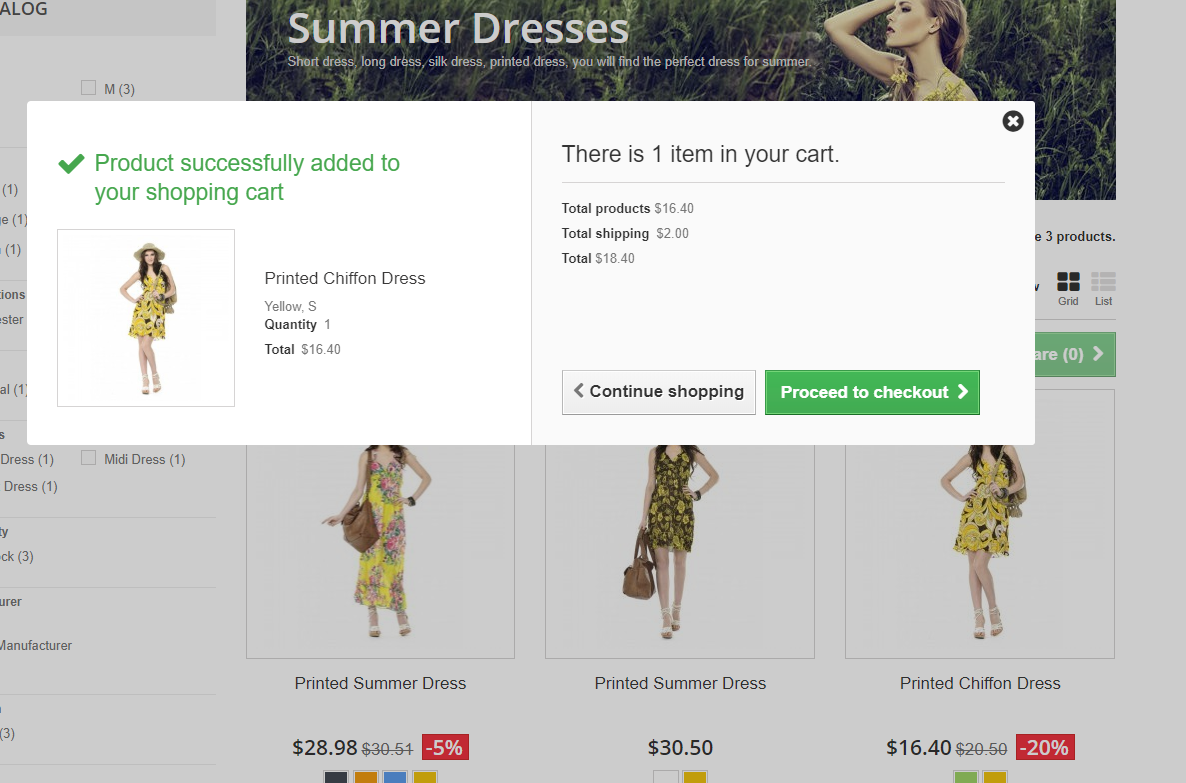 ALOG
Summer Dresses
Short dress, long dress, silk dress, printed dress, you will find the perfect dress for summer.
M (3)
Product successfully added to
your shopping cart
There is 1 item in your cart.
Total products $16.40
Total shipping $2.00
Total $18.40
Printed Chiffon Dress
Yellow, S
Quantity 1
Total $16.40
Continue shopping
Proceed to checkout
(1)
ge (1)
(1)
tions
ester
al (1)
s
Dress (1)
Midi Dress (1)
Dress (1)
ty
ock (3)
urer
Manufacturer
(3)
e 3 products.
w
Grid
List
are (0)
Printed Summer Dress
Printed Summer Dress
Printed Chiffon Dress
$28.98 $30.51 -5%
$30.50
$16.40 $20.50 -20%